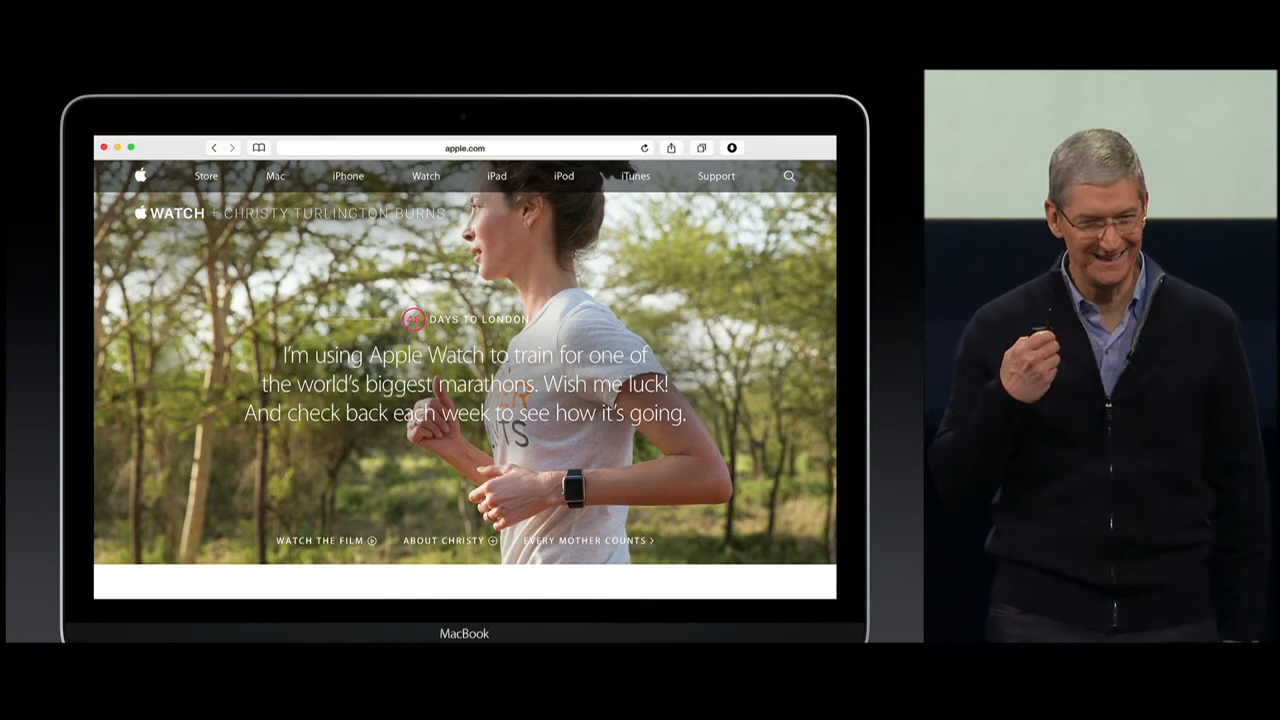 apple.com
Store Mac iPhone Watch iPad iPod iTunes Support
WATCH + CHRISTY TURLINGTON BURNS
DAYS TO LONDON
I'm using Apple Watch to train for one of
the world's biggest marathons. Wish me luck!
And check back each week to see how it's going.
WATCH THE FILM ABOUT CHRISTY EVERY MOTHER COUNTS >
MacBook